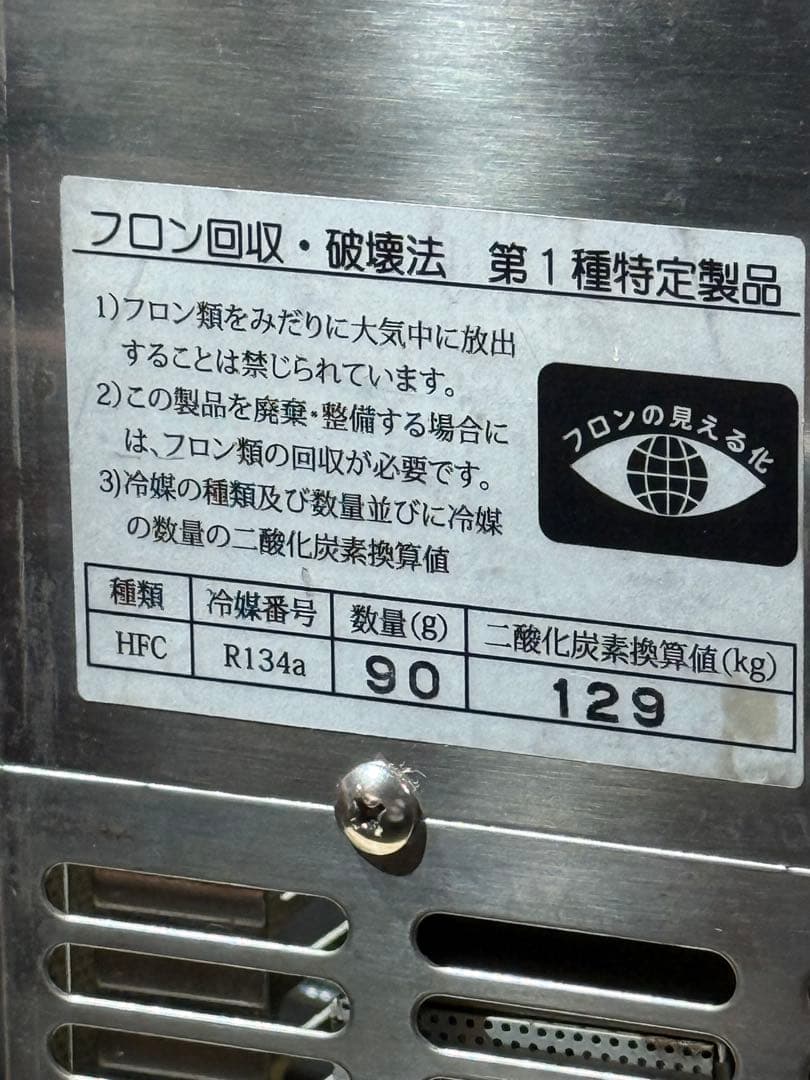 フロン回収・破壊法　第1種特定製品
1)フロン類をみだりに大気中に放出
することは禁じられています。
2)この製品を廃棄・整備する場合に
は、フロン類の回収が必要です。
3)冷媒の種類及び数量並びに冷媒
の数量の二酸化炭素換算値
フロンの見える化
種類 冷媒番号 数量(g) 二酸化炭素換算値(kg)
HFC R134a 90 129